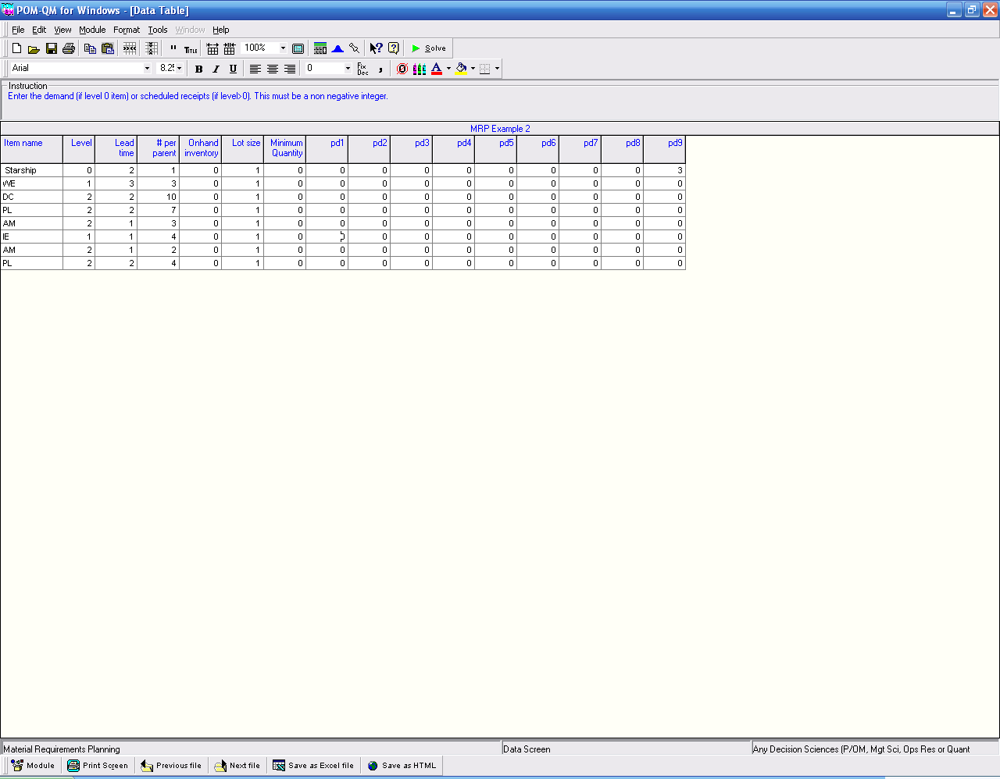 POM-QM for Windows - [Data Table]
File Edit View Module Format Tools Window Help
" TITLE 100% Solve
Arial 8.25 B I U 0 Fix Dec , A
Instruction
Enter the demand (if level 0 item) or scheduled receipts (if level>0). This must be a non negative integer.
MRP Example 2
Item name Level Lead time # per parent Onhand inventory Lot size Minimum Quantity pd1 pd2 pd3 pd4 pd5 pd6 pd7 pd8 pd9
Starship 0 2 1 0 1 0 0 0 0 0 0 0 0 0 3
WE 1 3 3 0 1 0 0 0 0 0 0 0 0 0 0
DC 2 2 10 0 1 0 0 0 0 0 0 0 0 0 0
PL 2 2 7 0 1 0 0 0 0 0 0 0 0 0 0
AM 2 1 3 0 1 0 0 0 0 0 0 0 0 0 0
IE 1 1 4 0 1 0 0 0 0 0 0 0 0 0
AM 2 1 2 0 1 0 0 0 0 0 0 0 0 0 0
PL 2 2 4 0 1 0 0 0 0 0 0 0 0 0 0
Material Requirements Planning Data Screen Any Decision Sciences (P/OM, Mgt Sci, Ops Res or Quant
Module Print Screen Previous file Next file Save as Excel file Save as HTML